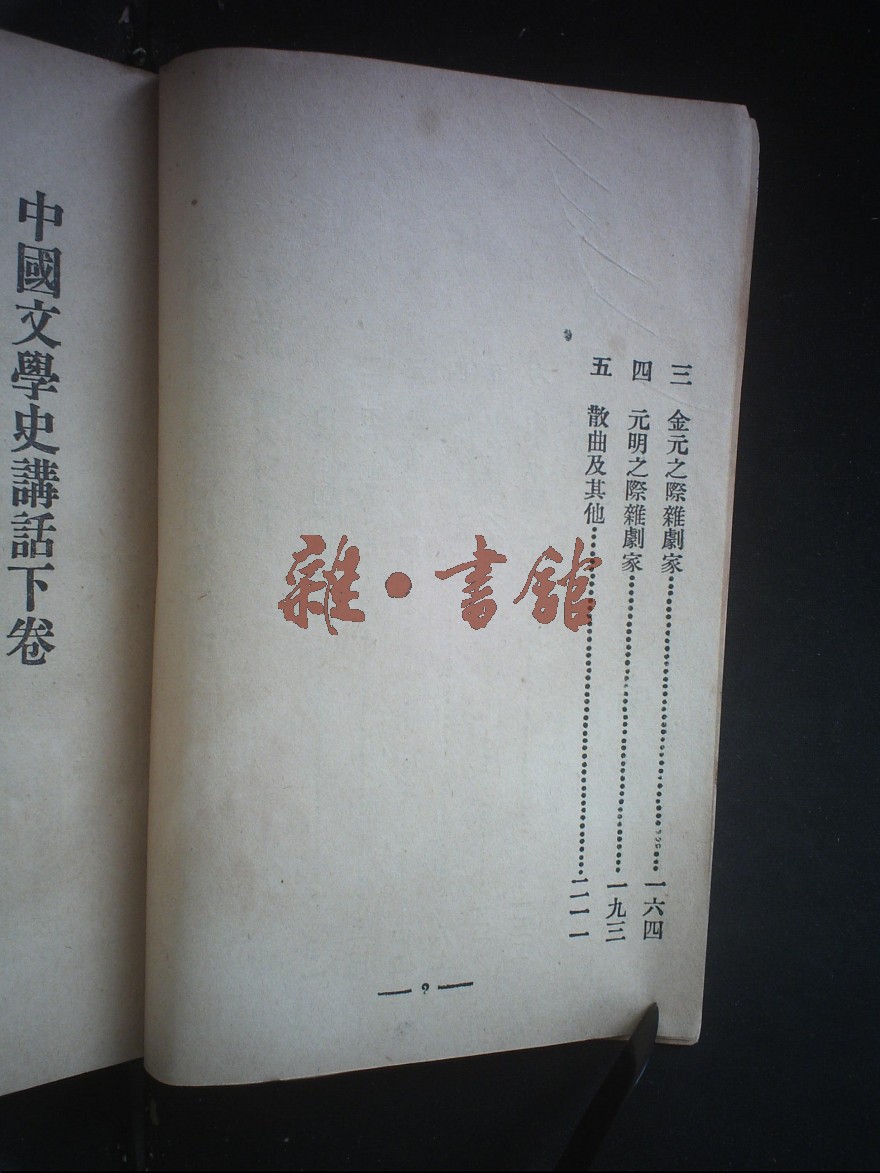 三 金元之際雜劇家……………一六四
四 元明之際雜劇家……………一九三
五 散曲及其他……………二一一
中國文學史講話下卷
雜·書館